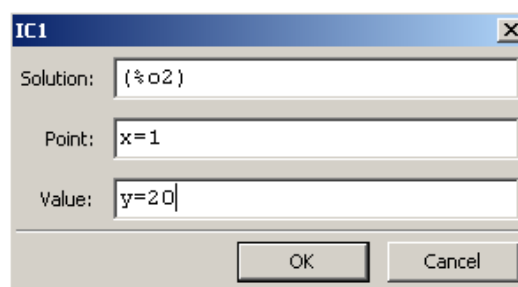 IC1
Solution: (%o2)
Point: x=1
Value: y=20
OK Cancel